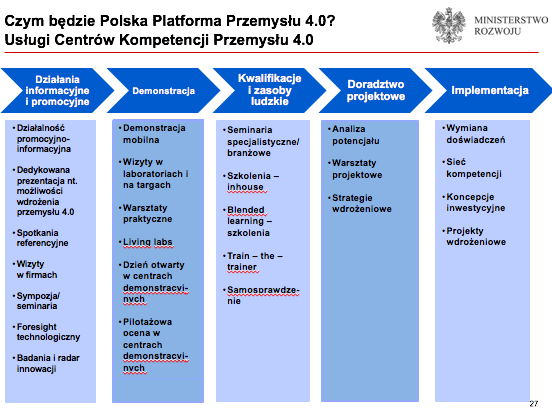 Czym będzie Polska Platforma Przemysłu 4.0?
Usługi Centrów Kompetencji Przemysłu 4.0
MINISTERSTWO
ROZWOJU
Działania
informacyjne
i promocyjne
Demonstracja
Kwalifikacje
i zasoby
ludzkie
Doradztwo
projektowe
Implementacja
• Działalność
promocyjno-
informacyjna
• Dedykowana
prezentacja nt.
możliwości
wdrożenia
przemysłu 4.0
• Spotkania
referencyjne
• Wizyty
w firmach
• Sympozja/
seminaria
• Foresight
technologiczny
• Badania i radar
innowacji
• Demonstracja
mobilna
• Wizyty w
laboratoriach i
na targach
• Warsztaty
praktyczne
• Living labs
• Dzień otwarty
w centrach
demonstracyj-
nych
• Pilotażowa
ocena w
centrach
demonstracyj-
nych
• Seminaria
specjalistyczne/
branżowe
• Szkolenia –
inhouse
• Blended
learning –
szkolenia
• Train – the –
trainer
• Samosprawdze-
nie
• Analiza
potencjału
• Warsztaty
projektowe
• Strategie
wdrożeniowe
• Wymiana
doświadczeń
• Sieć
kompetencji
• Koncepcje
inwestycyjne
• Projekty
wdrożeniowe
27